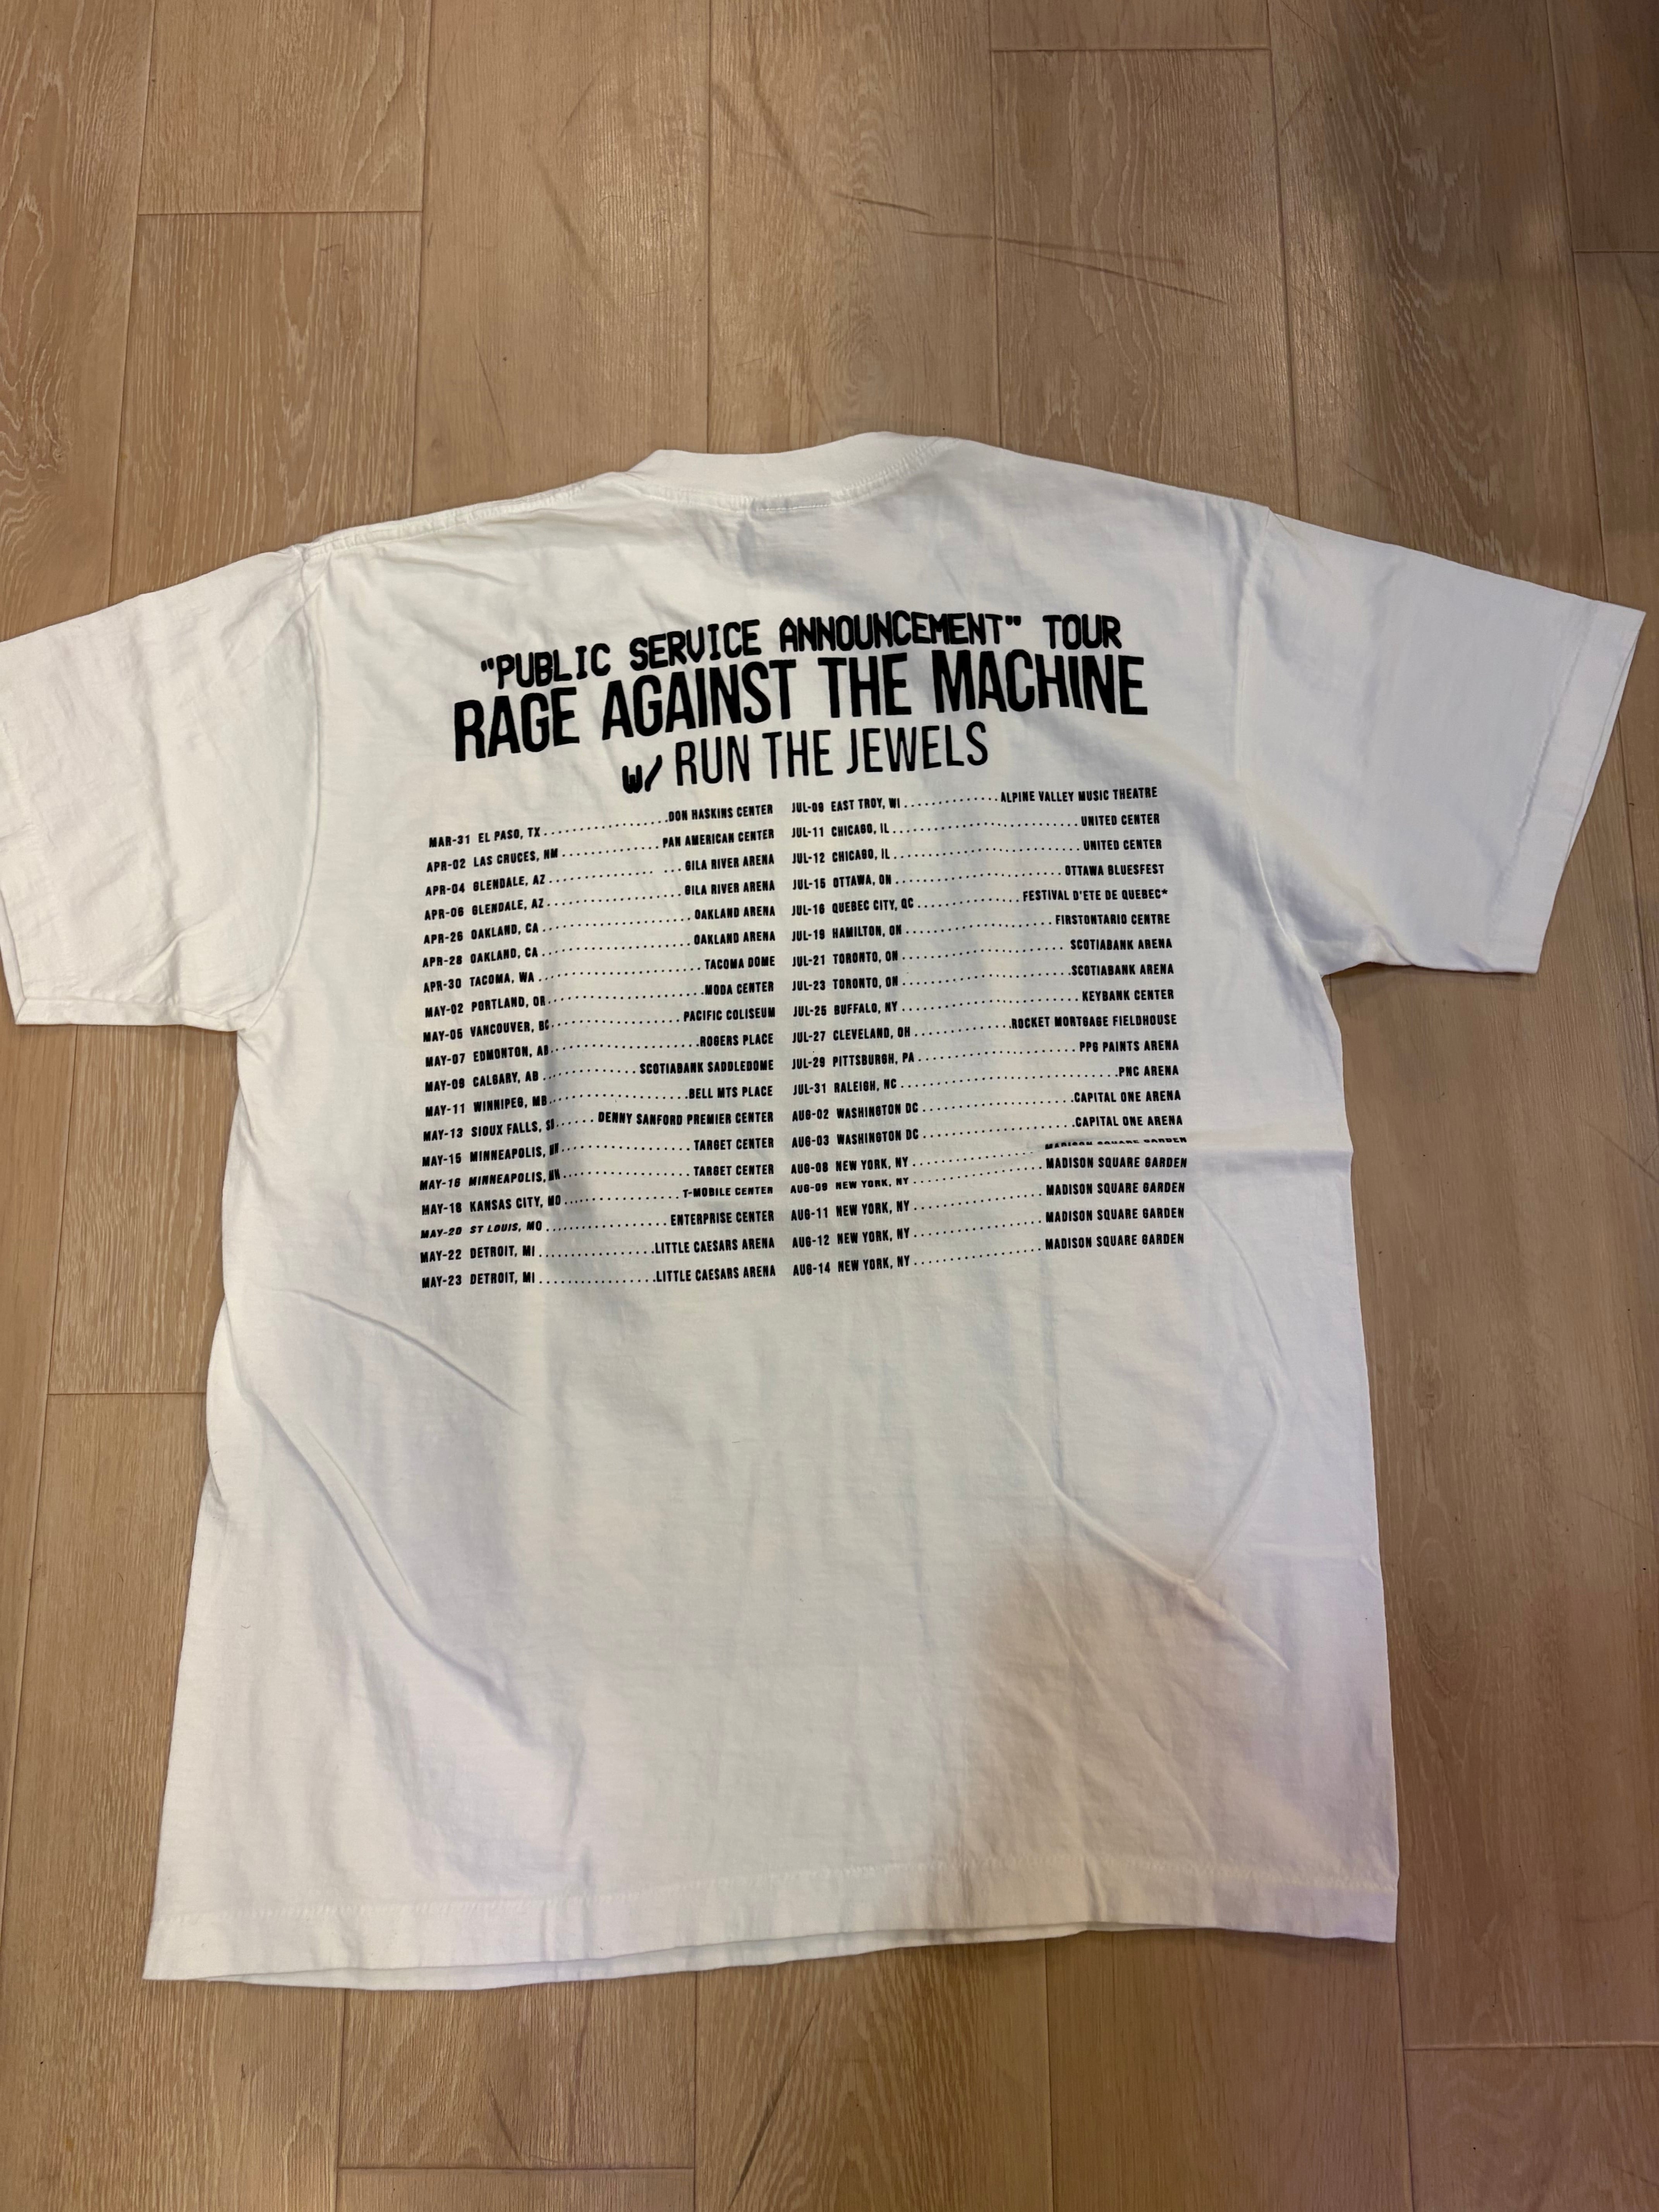 "PUBLIC SERVICE ANNOUNCEMENT" TOUR
RAGE AGAINST THE MACHINE
w/ RUN THE JEWELS
MAR-31 EL PASO, TX ................ DON HASKINS CENTER
APR-02 LAS CRUCES, NM ............. PAN AMERICAN CENTER
APR-04 GLENDALE, AZ ................ GILA RIVER ARENA
APR-06 GLENDALE, AZ ................ GILA RIVER ARENA
APR-26 OAKLAND, CA ................ OAKLAND ARENA
APR-28 OAKLAND, CA ................ OAKLAND ARENA
APR-30 TACOMA, WA ................ TACOMA DOME
MAY-02 PORTLAND, OR ................ MODA CENTER
MAY-05 VANCOUVER, BC ................ PACIFIC COLISEUM
MAY-07 EDMONTON, AB ................ ROGERS PLACE
MAY-09 CALGARY, AB ............. SCOTIABANK SADDLEDOME
MAY-11 WINNIPEG, MB ................ BELL MTS PLACE
MAY-13 SIOUX FALLS, SD ...... DENNY SANFORD PREMIER CENTER
MAY-15 MINNEAPOLIS, MN ................ TARGET CENTER
MAY-16 MINNEAPOLIS, MN ................ TARGET CENTER
MAY-18 KANSAS CITY, MO ................ T-MOBILE CENTER
MAY-20 ST LOUIS, MO ................ ENTERPRISE CENTER
MAY-22 DETROIT, MI ................ LITTLE CAESARS ARENA
MAY-23 DETROIT, MI ................ LITTLE CAESARS ARENA
JUL-09 EAST TROY, WI ............. ALPINE VALLEY MUSIC THEATRE
JUL-11 CHICAGO, IL ................ UNITED CENTER
JUL-12 CHICAGO, IL ................ UNITED CENTER
JUL-15 OTTAWA, ON ................ OTTAWA BLUESFEST
JUL-16 QUEBEC CITY, QC ............. FESTIVAL D'ETE DE QUEBEC*
JUL-19 HAMILTON, ON ................ FIRSTONTARIO CENTRE
JUL-21 TORONTO, ON ................ SCOTIABANK ARENA
JUL-23 TORONTO, ON ................ SCOTIABANK ARENA
JUL-25 BUFFALO, NY ................ KEYBANK CENTER
JUL-27 CLEVELAND, OH ............. ROCKET MORTGAGE FIELDHOUSE
JUL-29 PITTSBURGH, PA ................ PPG PAINTS ARENA
JUL-31 RALEIGH, NC ................ PNC ARENA
AUG-02 WASHINGTON DC ................ CAPITAL ONE ARENA
AUG-03 WASHINGTON DC ................ CAPITAL ONE ARENA
AUG-08 NEW YORK, NY ................ MADISON SQUARE GARDEN
AUG-09 NEW YORK, NY ................ MADISON SQUARE GARDEN
AUG-11 NEW YORK, NY ................ MADISON SQUARE GARDEN
AUG-12 NEW YORK, NY ................ MADISON SQUARE GARDEN
AUG-14 NEW YORK, NY ................ MADISON SQUARE GARDEN